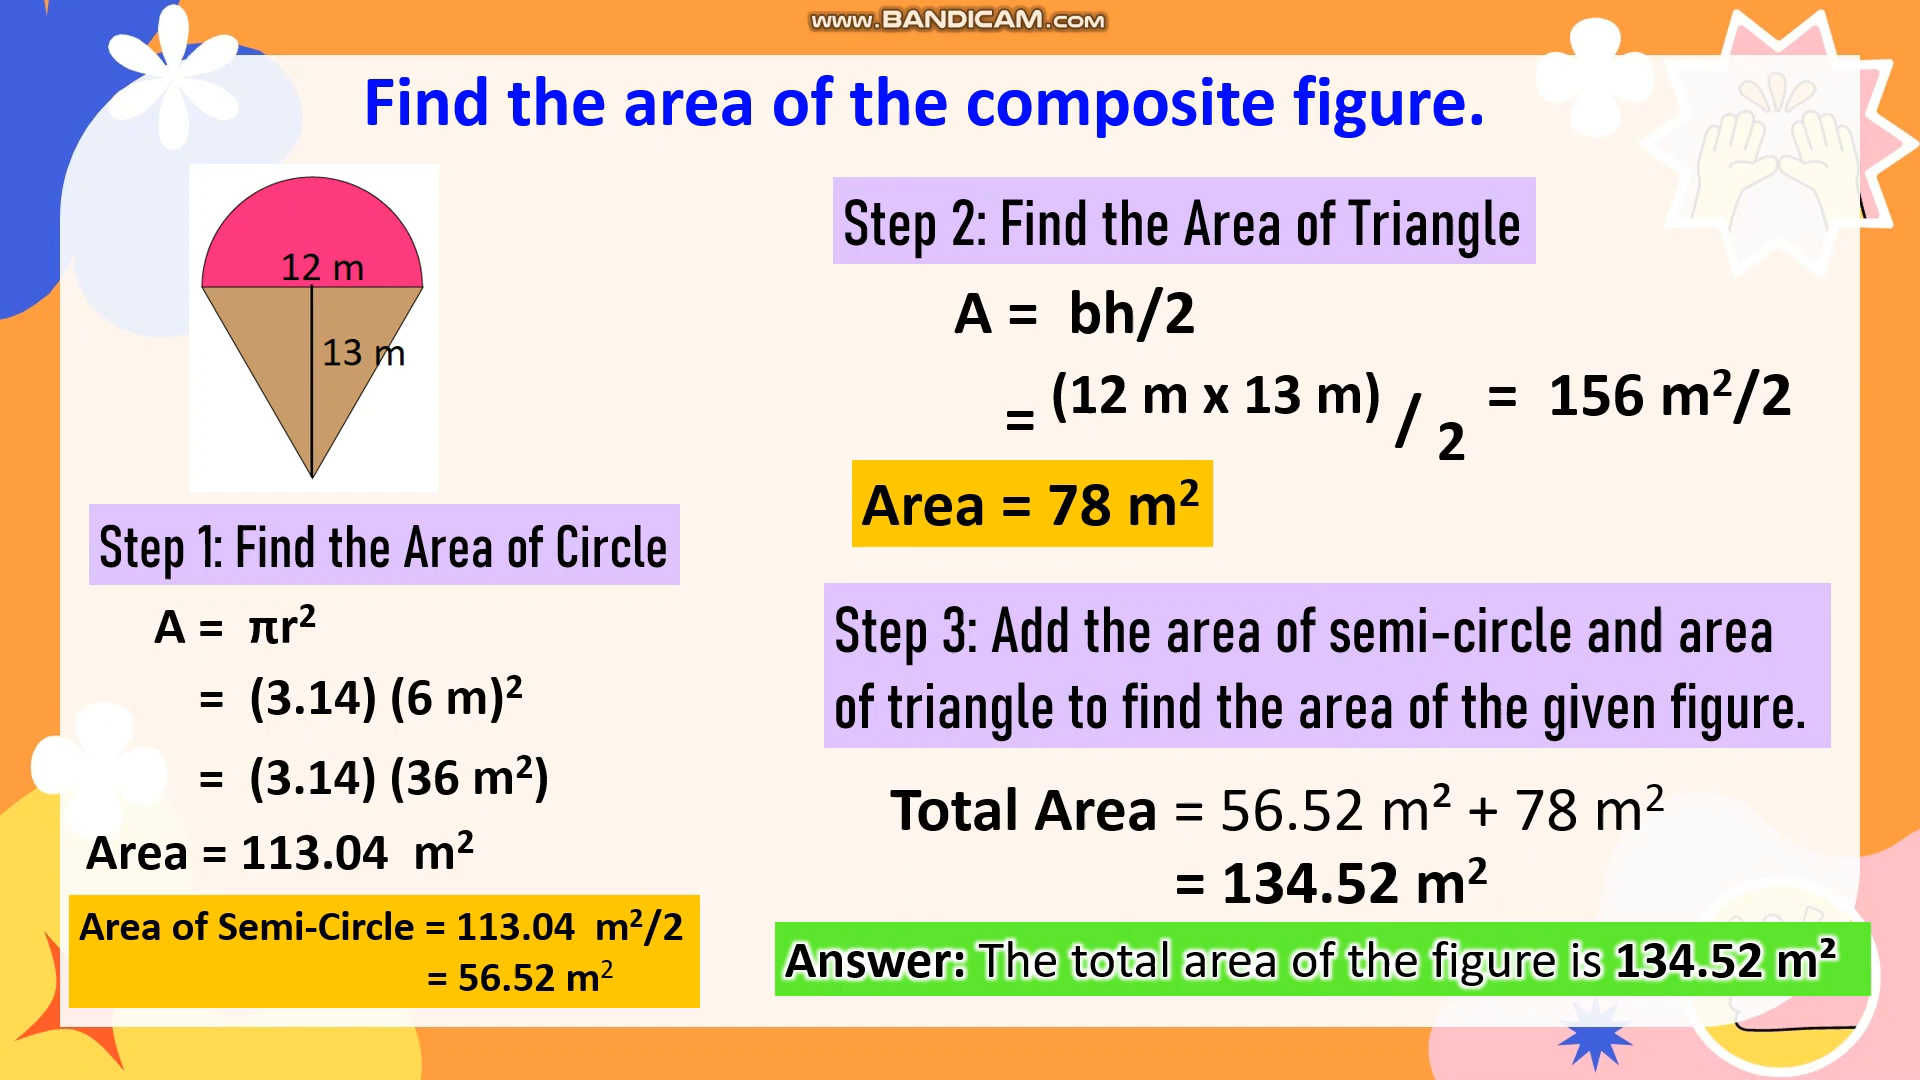 www.BANDICAM.com
Find the area of the composite figure.
12 m
13 m
Step 1: Find the Area of Circle
A = πr²
= (3.14) (6 m)²
= (3.14) (36 m²)
Area = 113.04 m²
Area of Semi-Circle = 113.04 m²/2
= 56.52 m²
Step 2: Find the Area of Triangle
A = bh/2
= (12 m x 13 m) / 2 = 156 m²/2
Area = 78 m²
Step 3: Add the area of semi-circle and area
of triangle to find the area of the given figure.
Total Area = 56.52 m² + 78 m²
= 134.52 m²
Answer: The total area of the figure is 134.52 m²